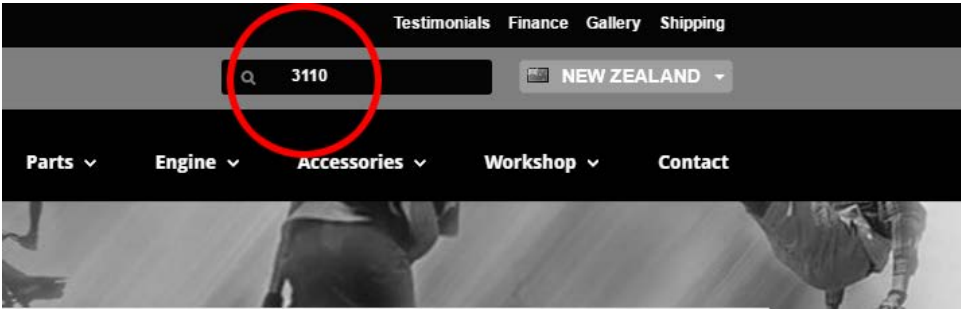 Testimonials Finance Gallery Shipping
3110 NEW ZEALAND
Parts Engine Accessories Workshop Contact